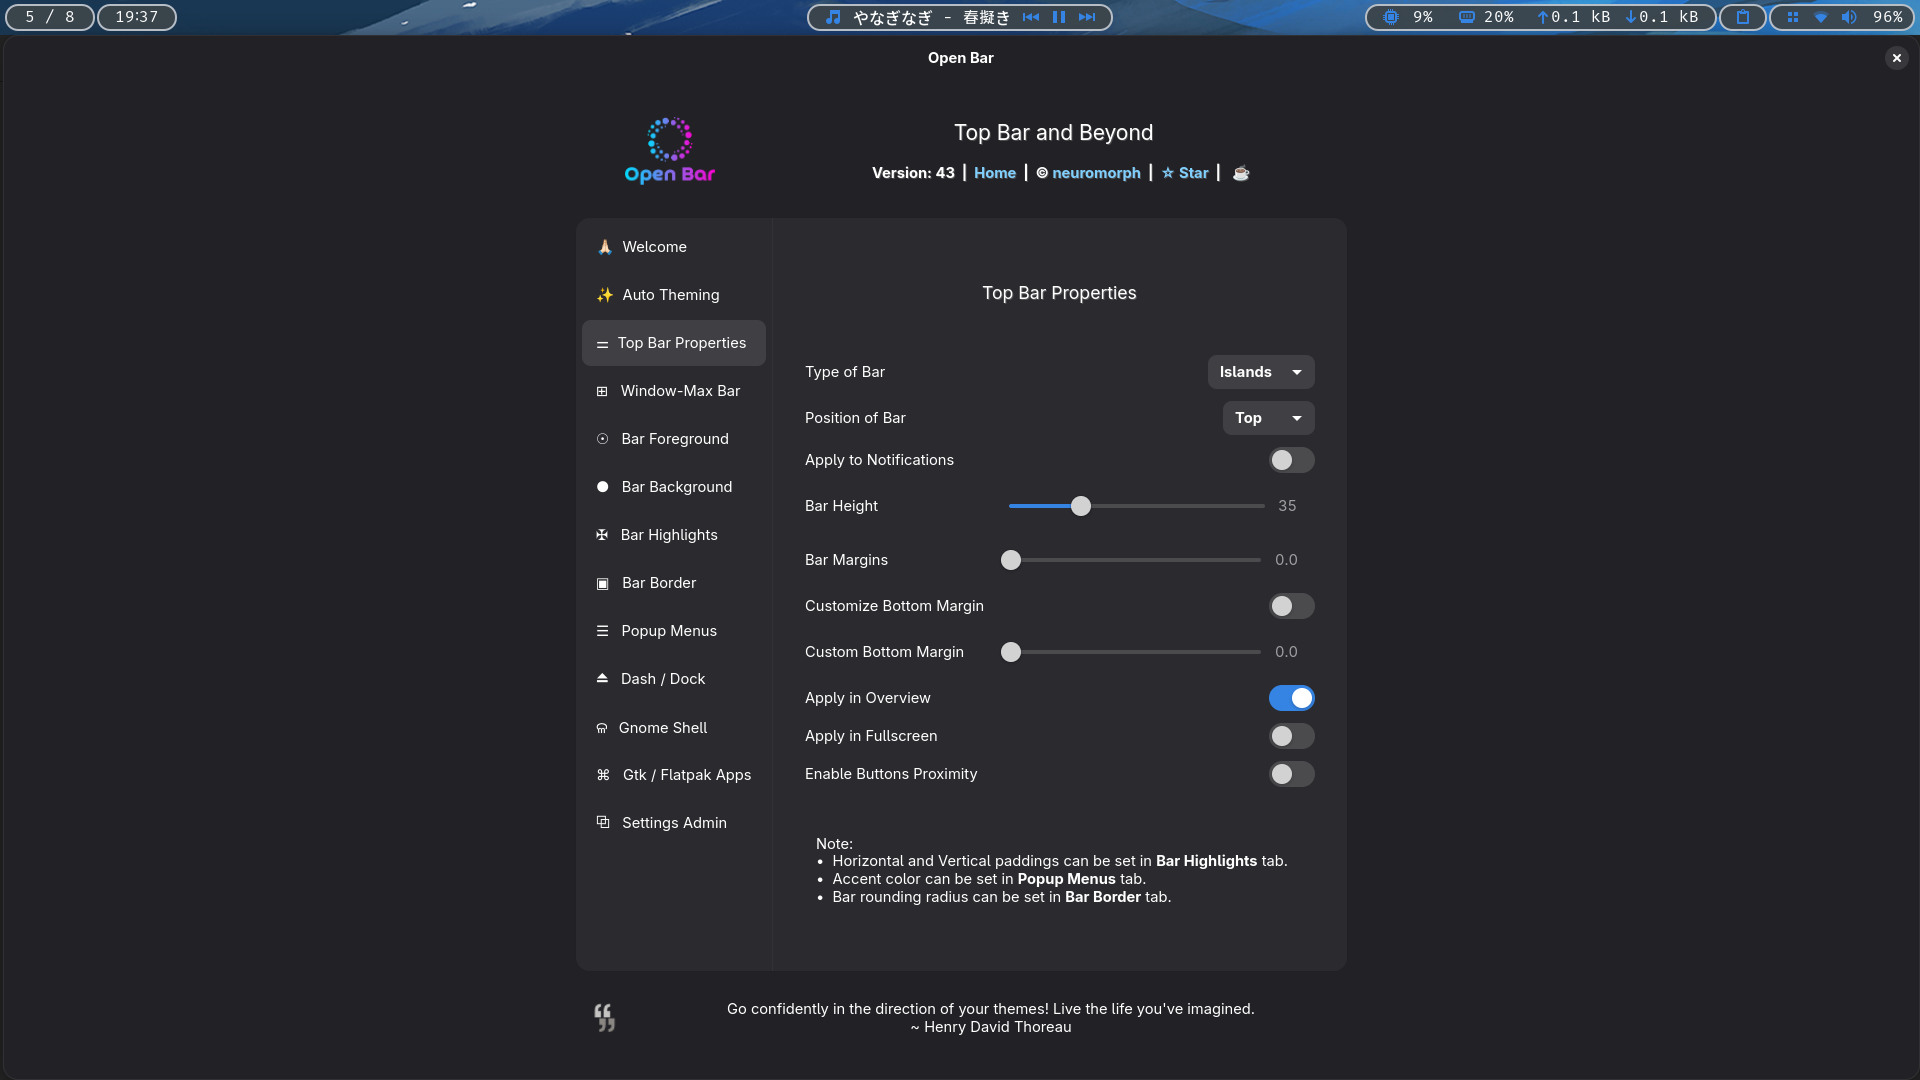 5 / 8
19:37
やなぎなぎ - 春擬き
9%
20%
↑0.1 kB ↓0.1 kB
96%
Open Bar
Open Bar
Top Bar and Beyond
Version: 43 | Home | © neuromorph | ☆ Star | ☕
Welcome
Auto Theming
Top Bar Properties
Window-Max Bar
Bar Foreground
Bar Background
Bar Highlights
Bar Border
Popup Menus
Dash / Dock
Gnome Shell
Gtk / Flatpak Apps
Settings Admin
Top Bar Properties
Type of Bar Islands
Position of Bar Top
Apply to Notifications
Bar Height 35
Bar Margins 0.0
Customize Bottom Margin
Custom Bottom Margin 0.0
Apply in Overview
Apply in Fullscreen
Enable Buttons Proximity
Note:
• Horizontal and Vertical paddings can be set in Bar Highlights tab.
• Accent color can be set in Popup Menus tab.
• Bar rounding radius can be set in Bar Border tab.
Go confidently in the direction of your themes! Live the life you've imagined.
~ Henry David Thoreau